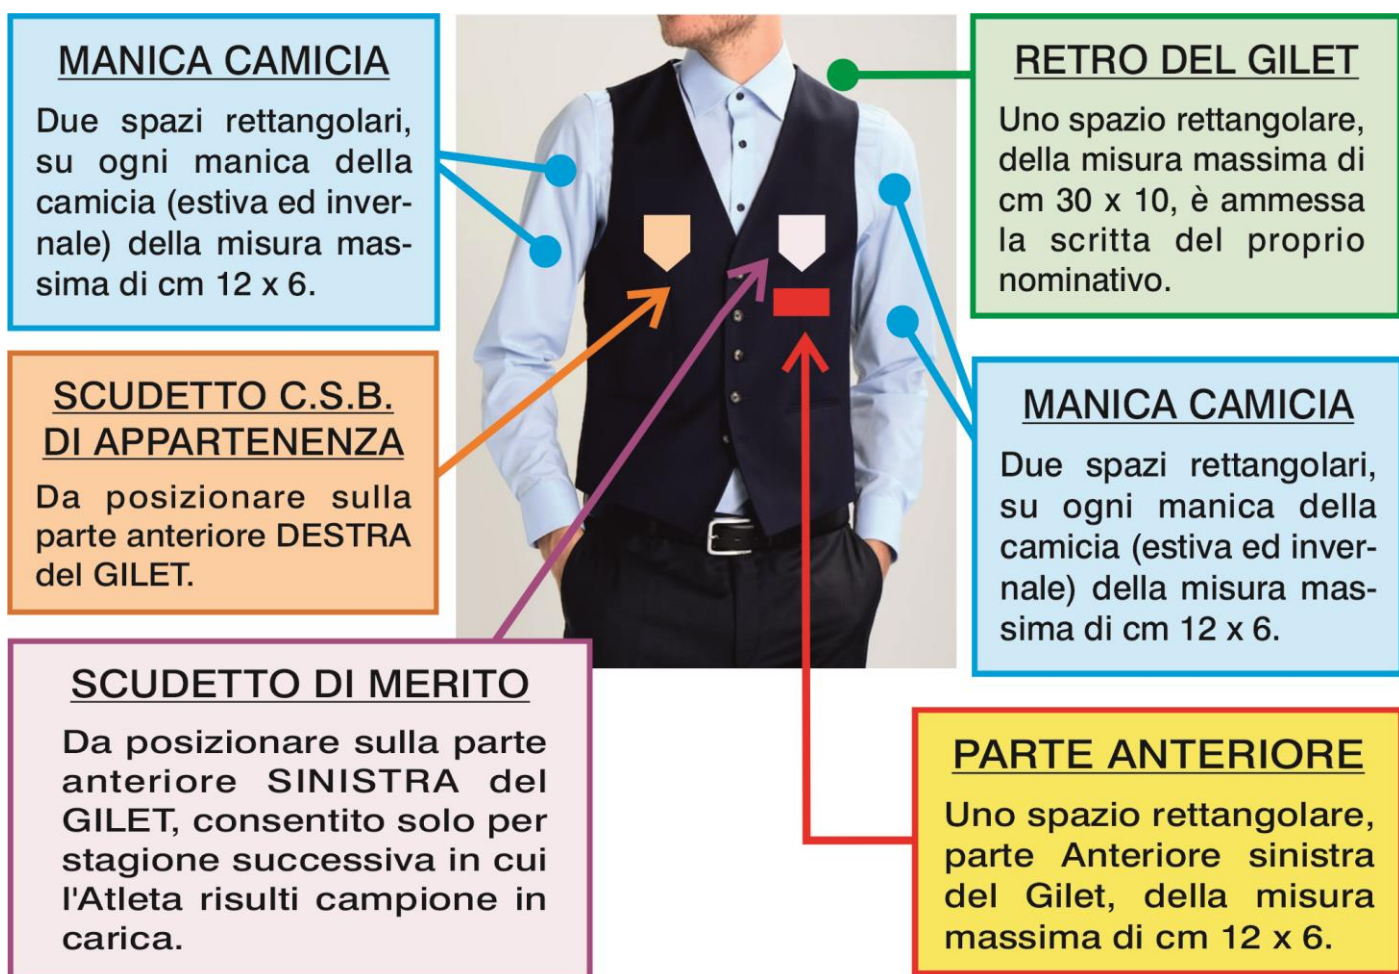 MANICA CAMICIA
Due spazi rettangolari,
su ogni manica della
camicia (estiva ed inver-
nale) della misura mas-
sima di cm 12 x 6.
SCUDETTO C.S.B.
DI APPARTENENZA
Da posizionare sulla
parte anteriore DESTRA
del GILET.
SCUDETTO DI MERITO
Da posizionare sulla parte
anteriore SINISTRA del
GILET, consentito solo per
stagione successiva in cui
l'Atleta risulti campione in
carica.
RETRO DEL GILET
Uno spazio rettangolare,
della misura massima di
cm 30 x 10, è ammessa
la scritta del proprio
nominativo.
MANICA CAMICIA
Due spazi rettangolari,
su ogni manica della
camicia (estiva ed inver-
nale) della misura mas-
sima di cm 12 x 6.
PARTE ANTERIORE
Uno spazio rettangolare,
parte Anteriore sinistra
del Gilet, della misura
massima di cm 12 x 6.